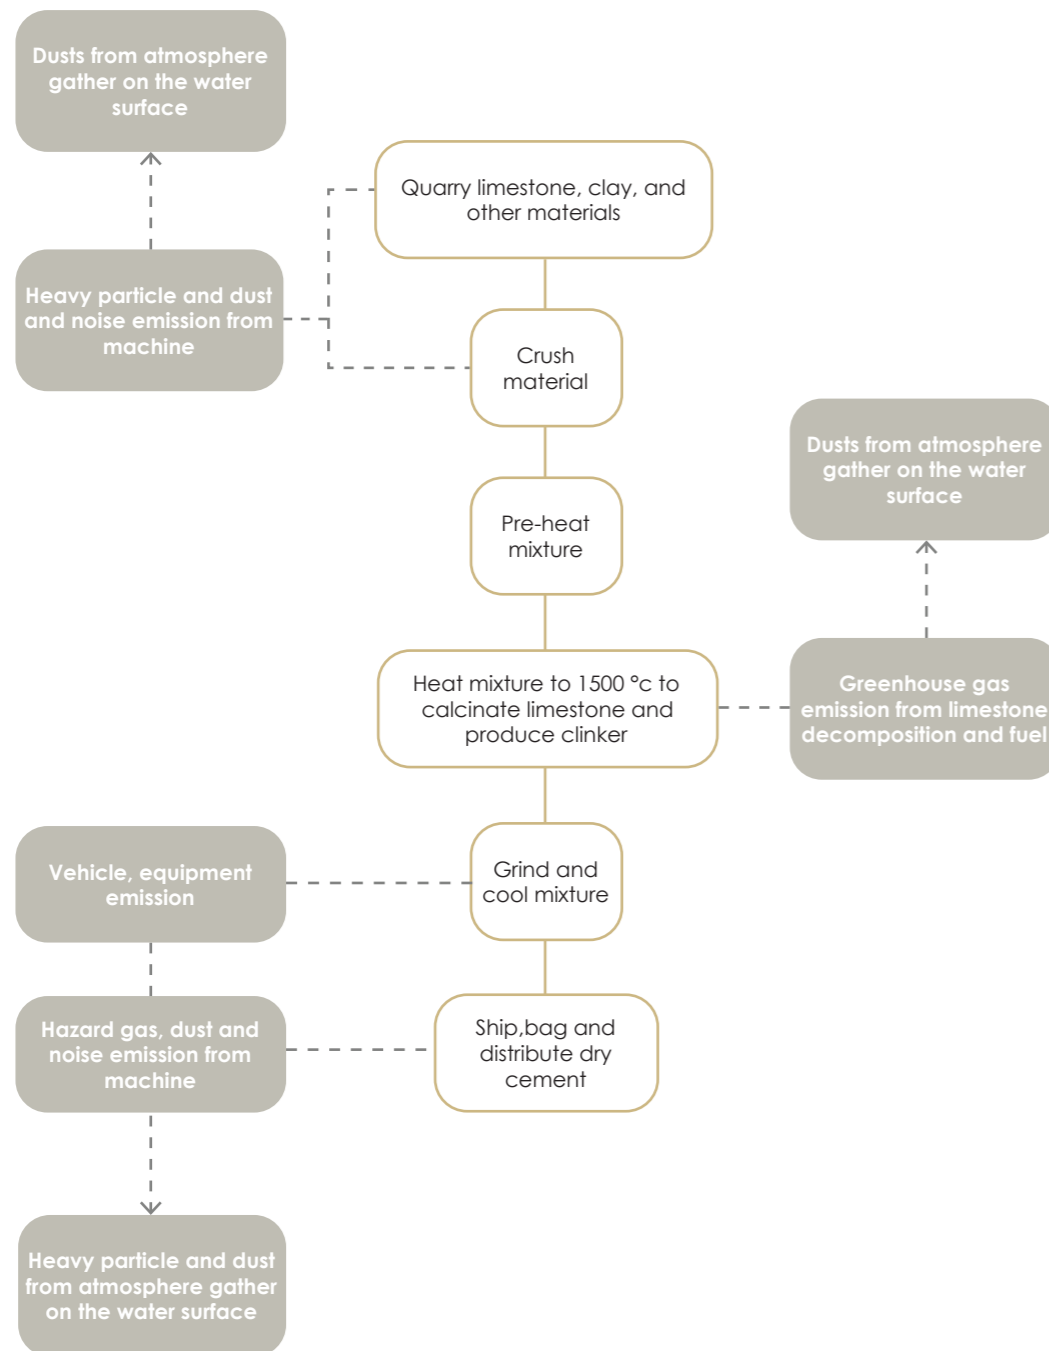 Dusts from atmosphere
gather on the water
surface
Quarry limestone, clay, and
other materials
Heavy particle and dust
and noise emission from
machine
Crush
material
Dusts from atmosphere
gather on the water
surface
Pre-heat
mixture
Heat mixture to 1500 °c to
calcinate limestone and
produce clinker
Greenhouse gas
emission from limestone
decomposition and fuel
Vehicle, equipment
emission
Grind and
cool mixture
Hazard gas, dust and
noise emission from
machine
Ship,bag and
distribute dry
cement
Heavy particle and dust
from atmosphere gather
on the water surface